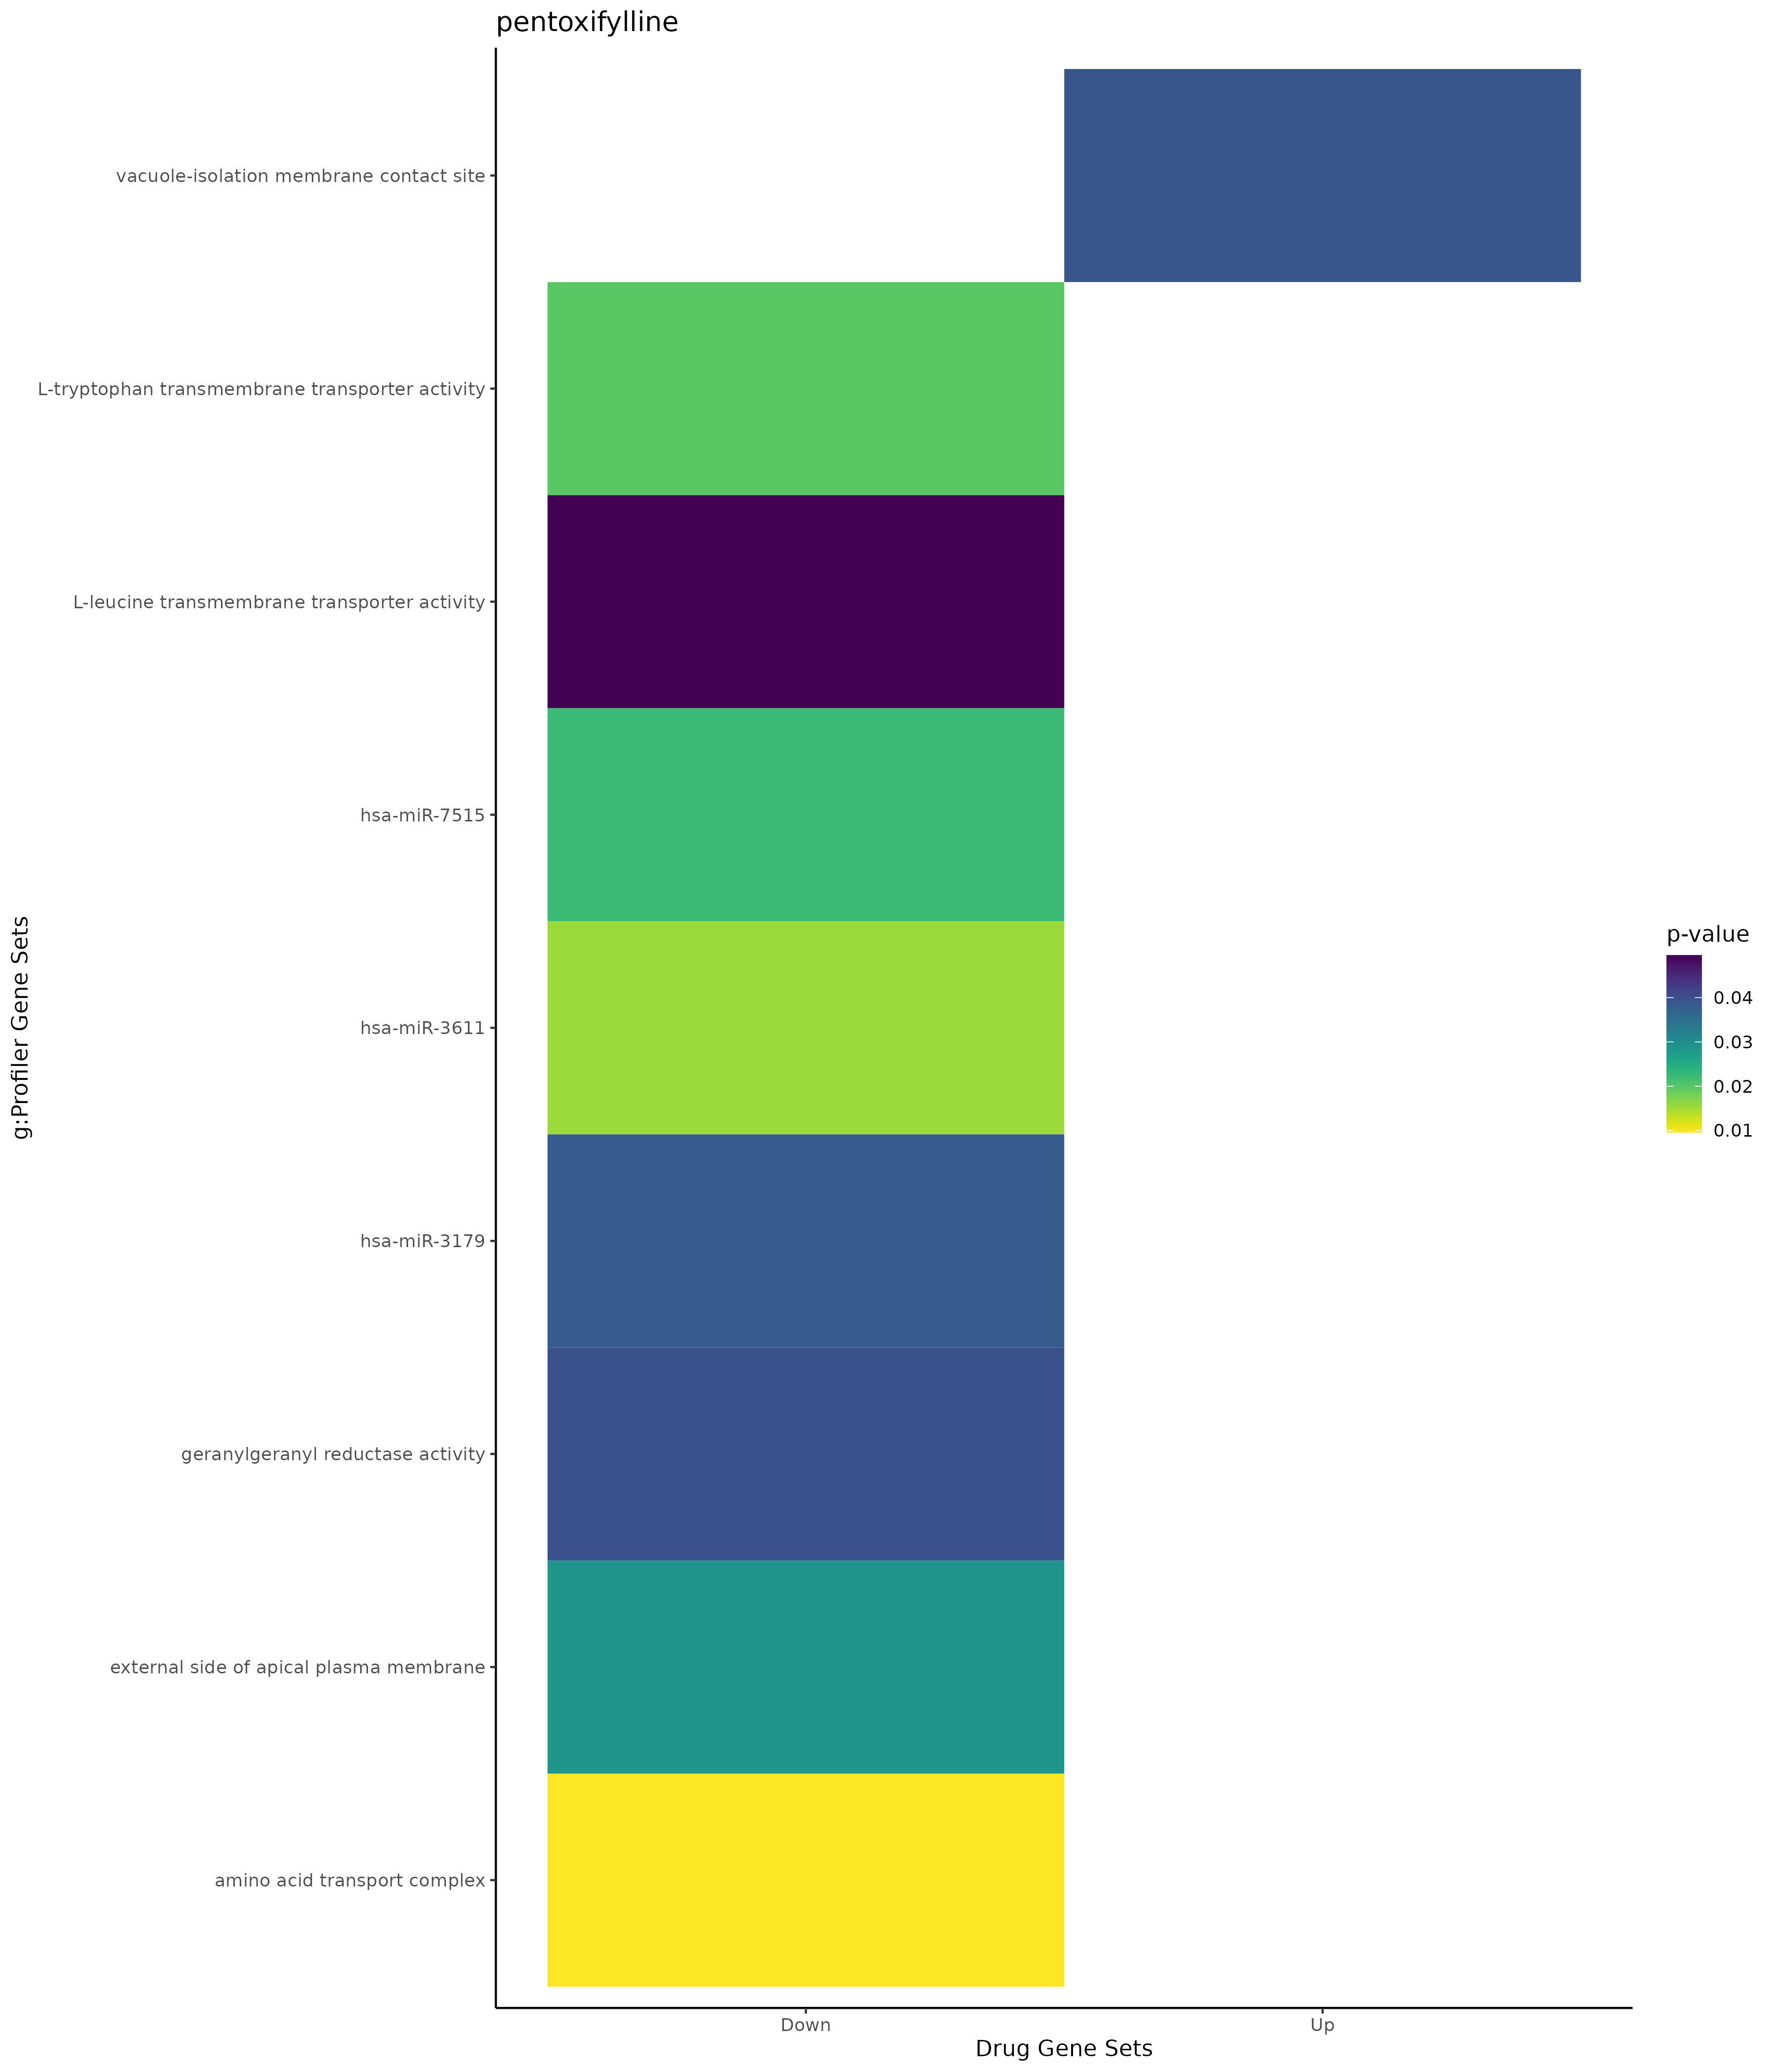 pentoxifylline
vacuole-isolation membrane contact site
L-tryptophan transmembrane transporter activity
L-leucine transmembrane transporter activity
hsa-miR-7515
hsa-miR-3611
hsa-miR-3179
geranylgeranyl reductase activity
external side of apical plasma membrane
amino acid transport complex
g:Profiler Gene Sets
Down
Up
Drug Gene Sets
p-value
0.04
0.03
0.02
0.01